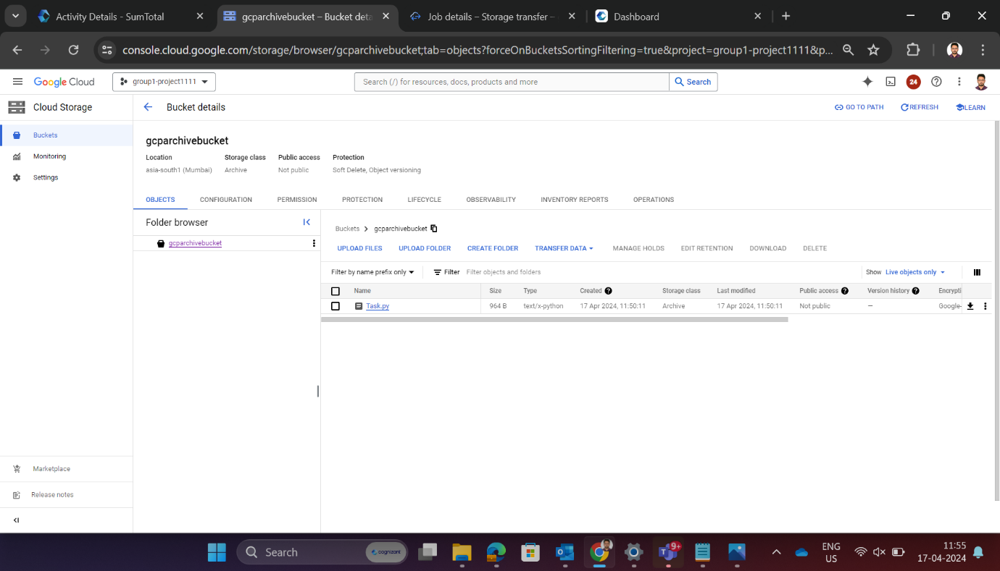 Activity Details - SumTotal
gcparchivebucket – Bucket deta
Job details – Storage transfer –
Dashboard
console.cloud.google.com/storage/browser/gcparchivebucket;tab=objects?forceOnBucketsSortingFiltering=true&project=group1-project1111&p...
Google Cloud
group1-project1111
Search (/) for resources, docs, products and more
Search
24
Cloud Storage
Bucket details
GO TO PATH
REFRESH
LEARN
Buckets
Monitoring
Settings
gcparchivebucket
Location Storage class Public access Protection
asia-south1 (Mumbai) Archive Not public Soft Delete, Object versioning
OBJECTS CONFIGURATION PERMISSION PROTECTION LIFECYCLE OBSERVABILITY INVENTORY REPORTS OPERATIONS
Folder browser
gcparchivebucket
Buckets > gcparchivebucket
UPLOAD FILES UPLOAD FOLDER CREATE FOLDER TRANSFER DATA MANAGE HOLDS EDIT RETENTION DOWNLOAD DELETE
Filter by name prefix only Filter Filter objects and folders Show Live objects only
Name Size Type Created Storage class Last modified Public access Version history Encrypti
Task.py 964 B text/x-python 17 Apr 2024, 11:50:11 Archive 17 Apr 2024, 11:50:11 Not public — Google-
Marketplace
Release notes
Search
cognizant
9+
ENG
US
11:55
17-04-2024